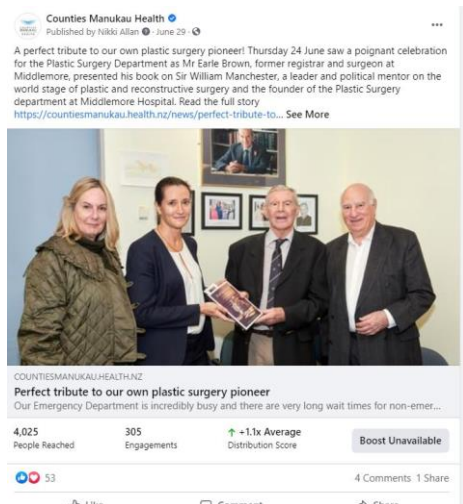 Counties Manukau Health
Published by Nikki Allan · June 29 ·
A perfect tribute to our own plastic surgery pioneer! Thursday 24 June saw a poignant celebration
for the Plastic Surgery Department as Mr Earle Brown, former registrar and surgeon at
Middlemore, presented his book on Sir William Manchester, a leader and political mentor on the
world stage of plastic and reconstructive surgery and the founder of the Plastic Surgery
department at Middlemore Hospital. Read the full story
https://countiesmanukau.health.nz/news/perfect-tribute-to... See More
COUNTIESMANUKAU.HEALTH.NZ
Perfect tribute to our own plastic surgery pioneer
Our Emergency Department is incredibly busy and there are very long wait times for non-emer...
4,025 305 +1.1x Average
People Reached Engagements Distribution Score Boost Unavailable
53 4 Comments 1 Share
Like Comment Share